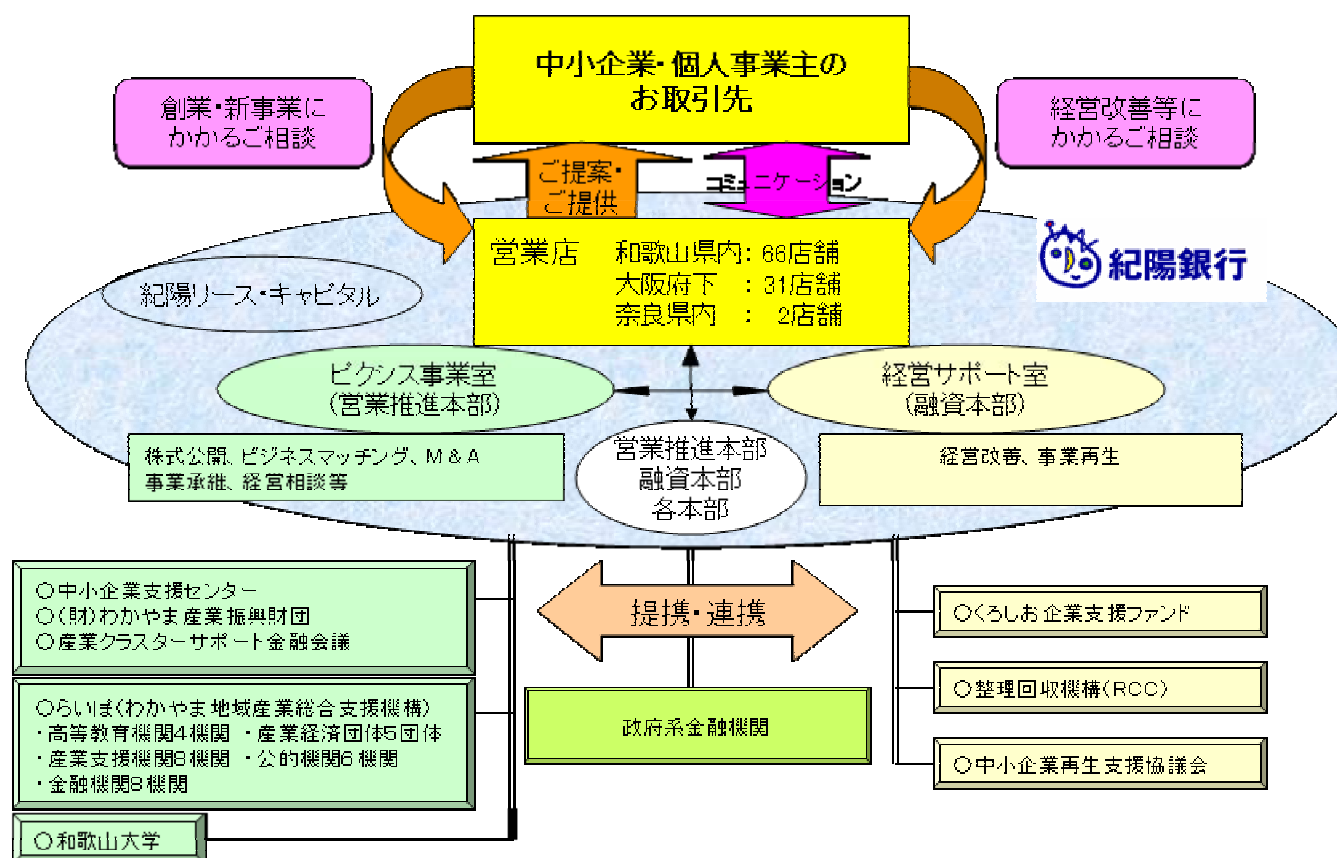 中小企業・個人事業主の
お取引先
創業・新事業に
かかるご相談
経営改善等に
かかるご相談
ご提案・
ご提供
コミュニケーション
営業店 和歌山県内：66店舗
大阪府下 ：31店舗
奈良県内 ： 2店舗
紀陽銀行
紀陽リース・キャピタル
ピクシス事業室
（営業推進本部）
経営サポート室
（融資本部）
株式公開、ビジネスマッチング、M＆A
事業承継、経営相談等
営業推進本部
融資本部
各本部
経営改善、事業再生
○中小企業支援センター
○(財)わかやま産業振興財団
○産業クラスターサポート金融会議
提携・連携
○くろしお企業支援ファンド
○らいぽ(わかやま地域産業総合支援機構)
・高等教育機関4機関 ・産業経済団体5団体
・産業支援機関8機関 ・公的機関6機関
・金融機関8機関
政府系金融機関
○整理回収機構(RCC)
○中小企業再生支援協議会
○和歌山大学